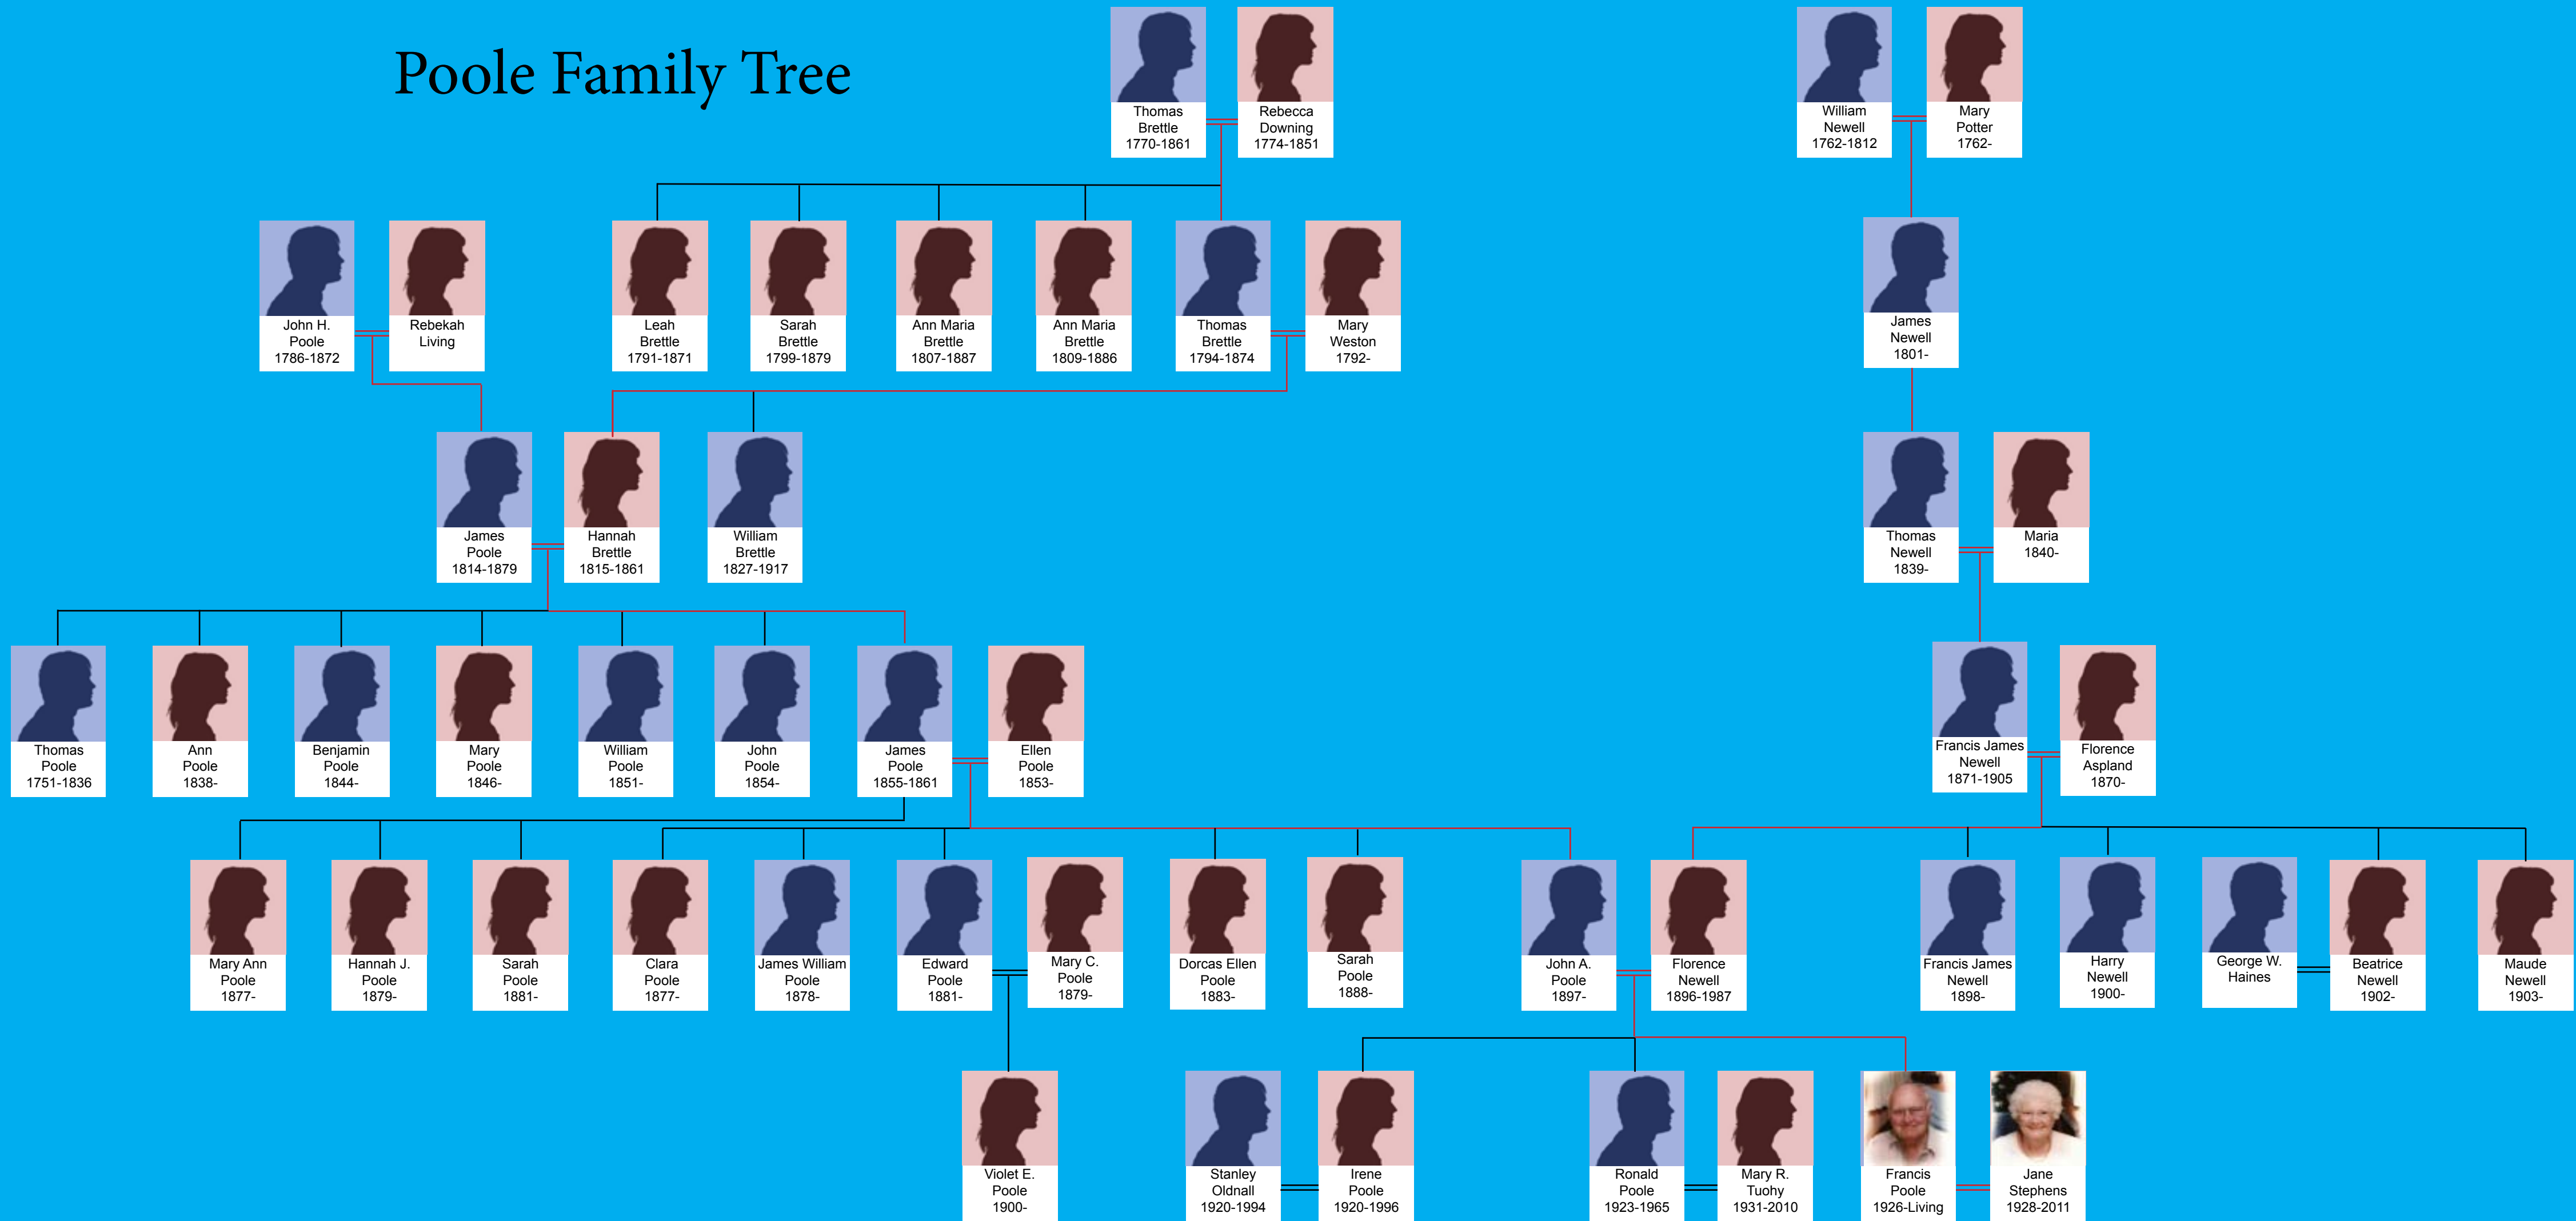 Poole Family Tree
Thomas
Brettle
1770-1861
Rebecca
Downing
1774-1851
William
Newell
1762-1812
Mary
Potter
1762-
John H.
Poole
1786-1872
Rebekah
Living
Leah
Brettle
1791-1871
Sarah
Brettle
1799-1879
Ann Maria
Brettle
1807-1887
Ann Maria
Brettle
1809-1886
Thomas
Brettle
1794-1874
Mary
Weston
1792-
James
Newell
1801-
James
Poole
1814-1879
Hannah
Brettle
1815-1861
William
Brettle
1827-1917
Thomas
Newell
1839-
Maria
1840-
Thomas
Poole
1751-1836
Ann
Poole
1838-
Benjamin
Poole
1844-
Mary
Poole
1846-
William
Poole
1851-
John
Poole
1854-
James
Poole
1855-1861
Ellen
Poole
1853-
Francis James
Newell
1871-1905
Florence
Aspland
1870-
Mary Ann
Poole
1877-
Hannah J.
Poole
1879-
Sarah
Poole
1881-
Clara
Poole
1877-
James William
Poole
1878-
Edward
Poole
1881-
Mary C.
Poole
1879-
Dorcas Ellen
Poole
1883-
Sarah
Poole
1888-
John A.
Poole
1897-
Florence
Newell
1896-1987
Francis James
Newell
1898-
Harry
Newell
1900-
George W.
Haines
Beatrice
Newell
1902-
Maude
Newell
1903-
Violet E.
Poole
1900-
Stanley
Oldnall
1920-1994
Irene
Poole
1920-1996
Ronald
Poole
1923-1965
Mary R.
Tuohy
1931-2010
Francis
Poole
1926-Living
Jane
Stephens
1928-2011